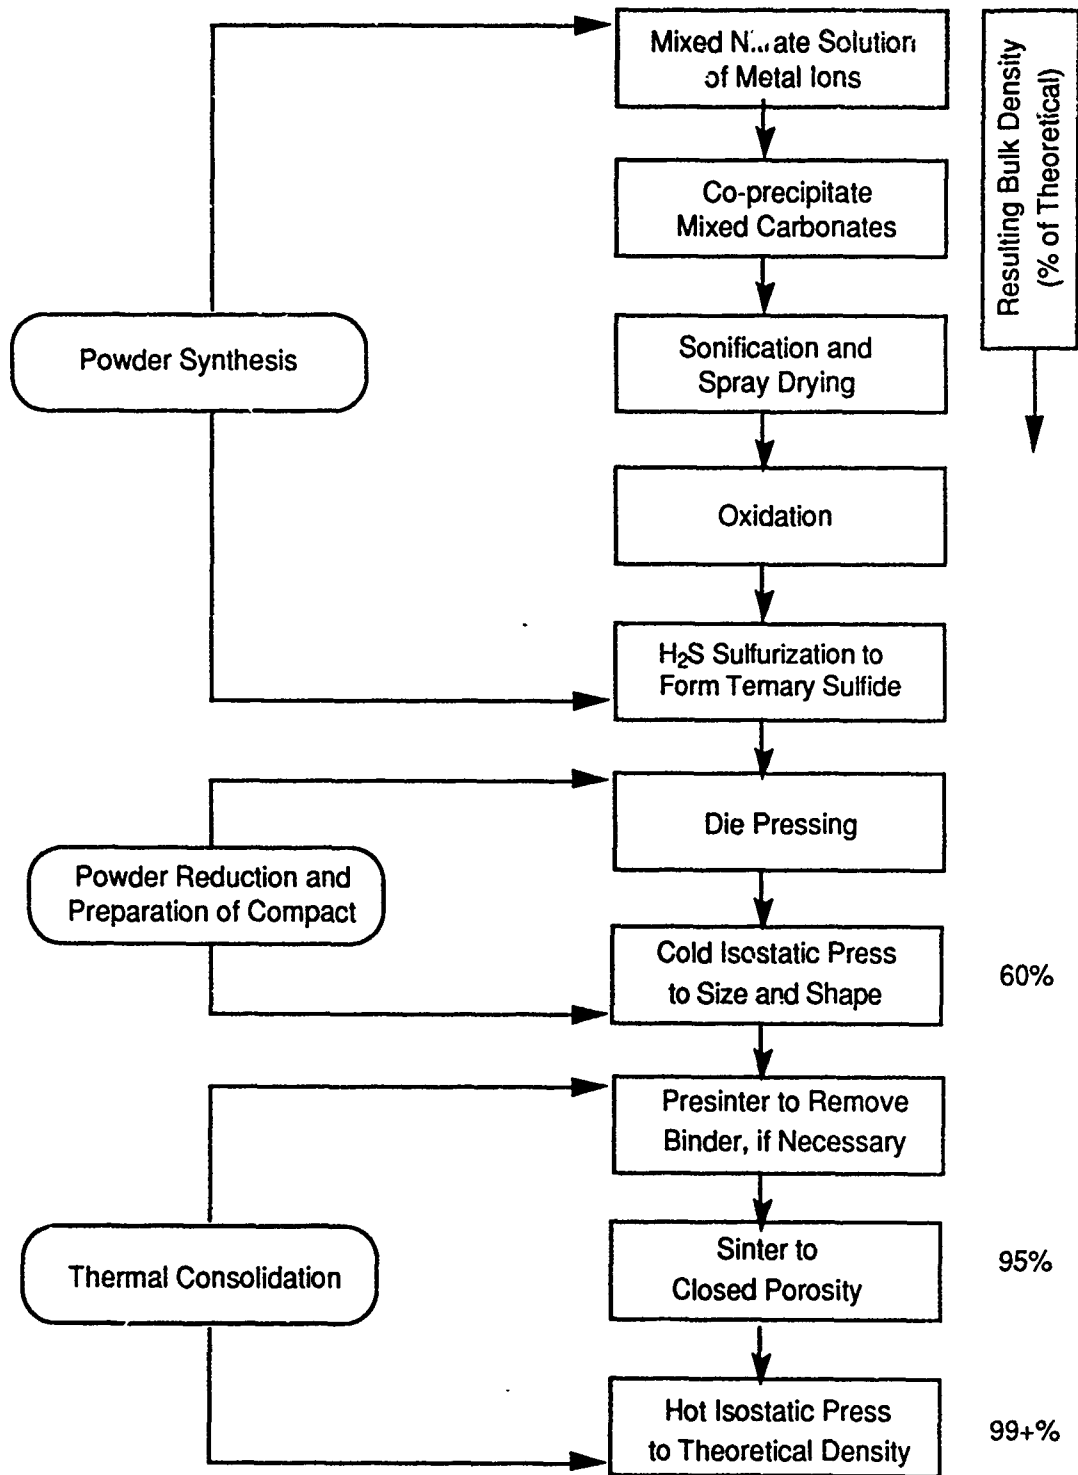 Mixed Solution
of Metal Ions
Resulting Bulk Density
(% of Theoretical)
Co-precipitate
Mixed Carbonates
Powder Synthesis
Sonification and
Spray Drying
Oxidation
H₂S Sulfurization to
Form Ternary Sulfide
Die Pressing
Powder Reduction and
Preparation of Compact
Cold Isostatic Press
to Size and Shape
60%
Presinter to Remove
Binder, if Necessary
Thermal Consolidation
Sinter to
Closed Porosity
95%
Hot Isostatic Press
to Theoretical Density
99+%